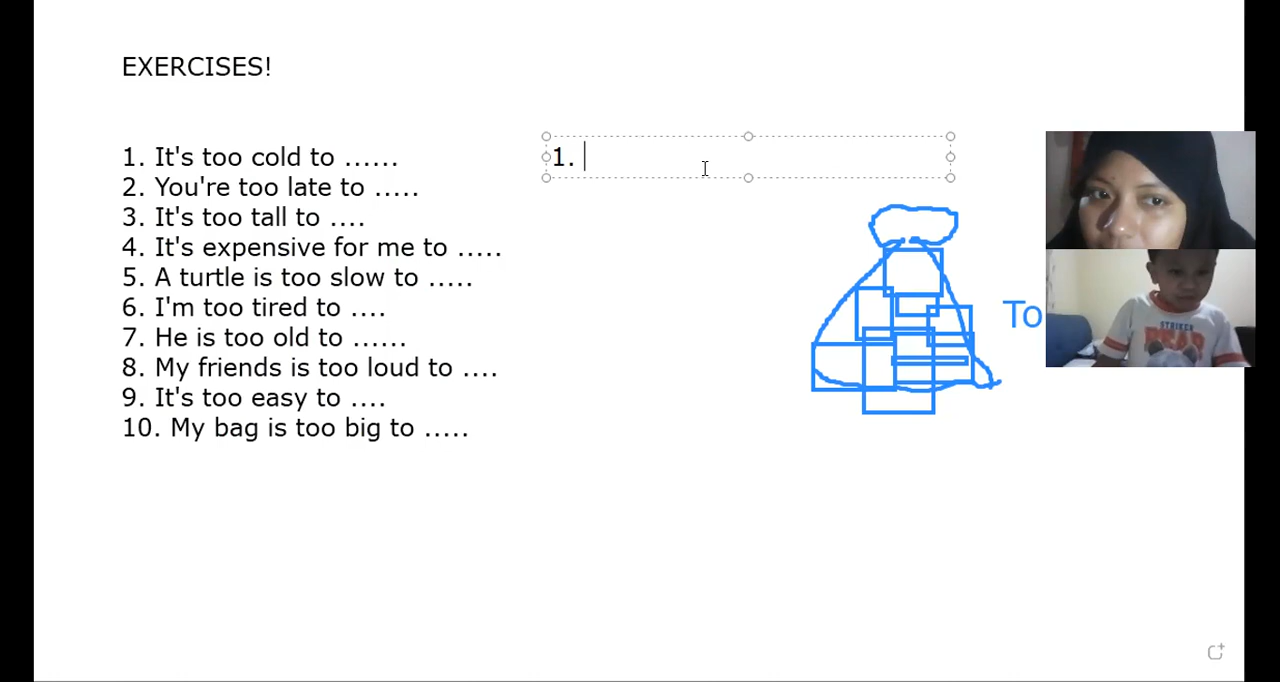 EXERCISES!
1. It's too cold to ......
2. You're too late to .....
3. It's too tall to ....
4. It's expensive for me to .....
5. A turtle is too slow to .....
6. I'm too tired to ....
7. He is too old to ......
8. My friends is too loud to ....
9. It's too easy to ....
10. My bag is too big to .....
1.
To
STRIKER